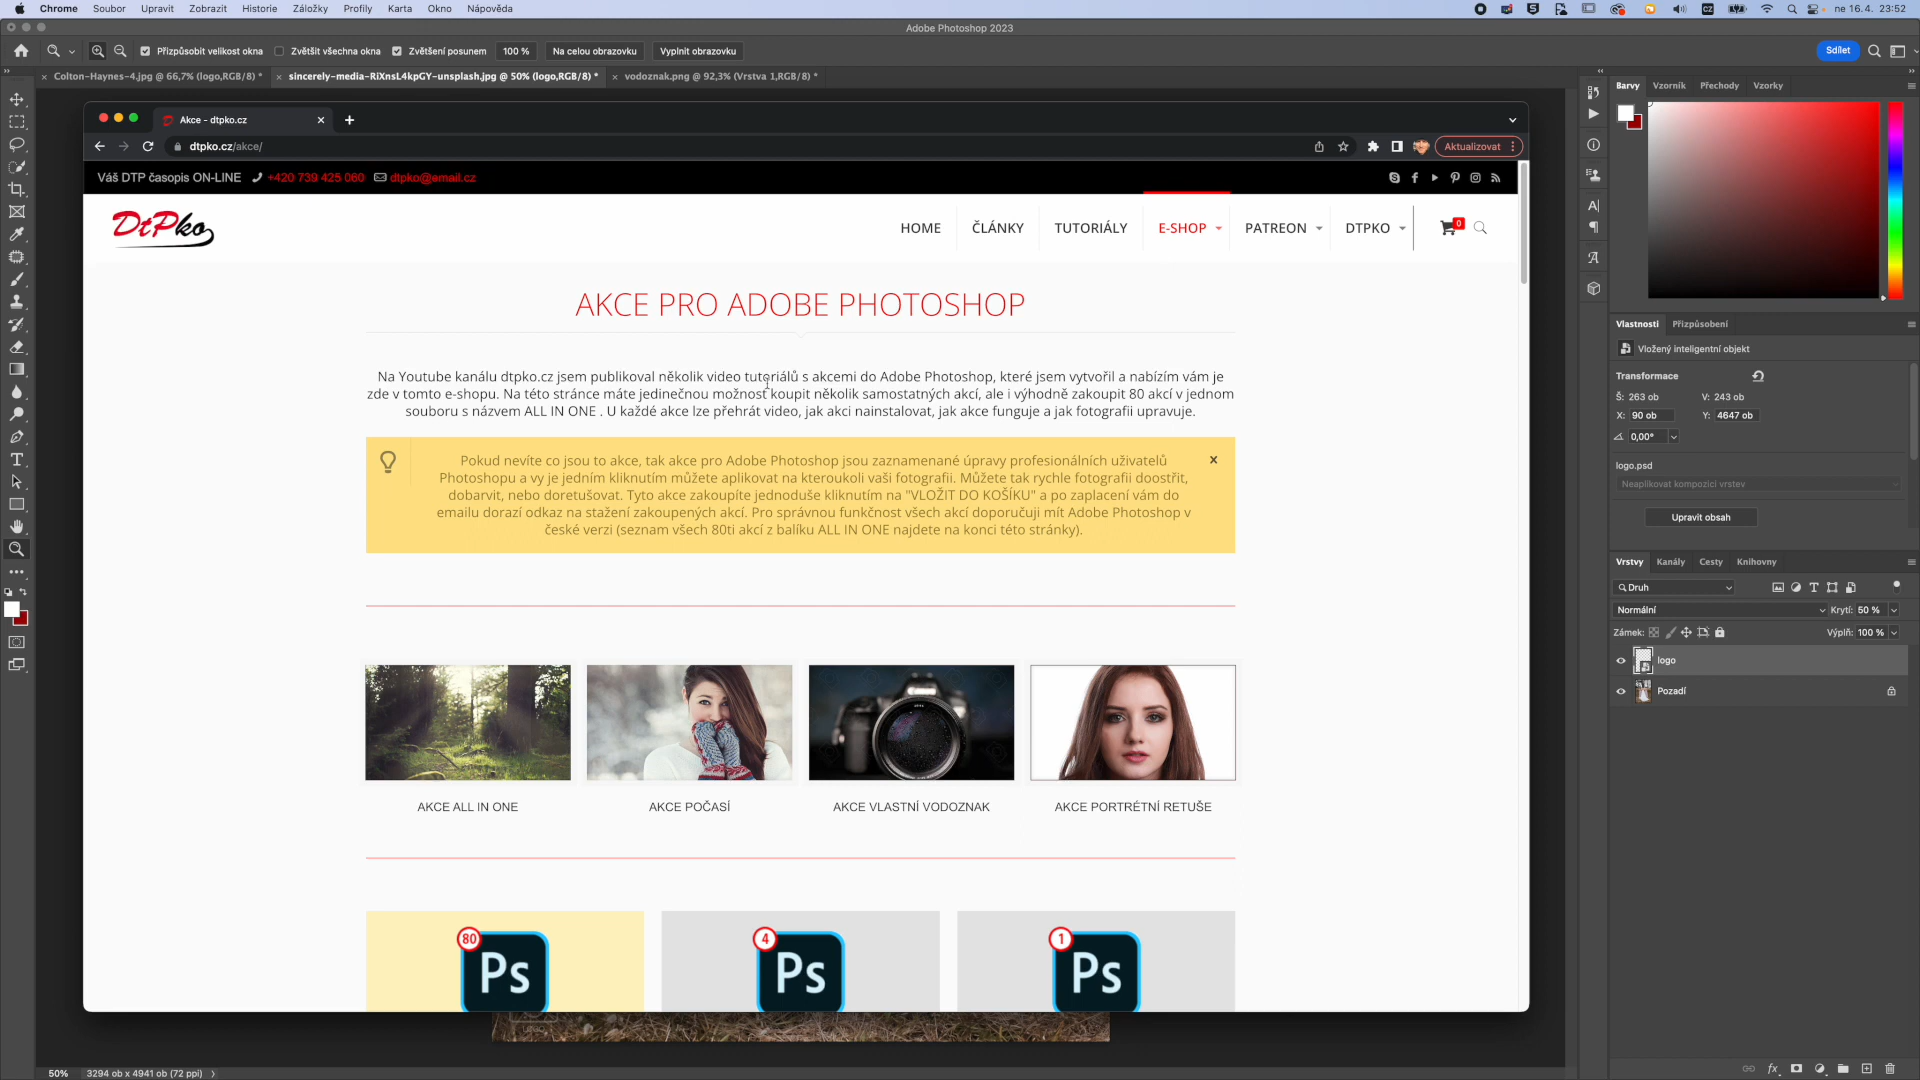 Chrome Soubor Upravit Zobrazit Historie Záložky Profily Karta Okno Nápověda
CZ
ne 16.4. 23:52
Adobe Photoshop 2023
Přizpůsobit velikost okna Zvětšit všechna okna Zvětšení posunem 100 % Na celou obrazovku Vyplnit obrazovku
Sdílet
Colton-Haynes-4.jpg @ 66,7% (logo,RGB/8) *
sincerely-media-RiXnsL4kpGY-unsplash.jpg @ 50% (logo,RGB/8) *
vodoznak.png @ 92,3% (Vrstva 1,RGB/8) *
Akce - dtpko.cz
dtpko.cz/akce/
Aktualizovat
Váš DTP časopis ON-LINE +420 739 425 060 dtpko@email.cz
DtPko
HOME ČLÁNKY TUTORIÁLY E-SHOP PATREON DTPKO 0
AKCE PRO ADOBE PHOTOSHOP
Na Youtube kanálu dtpko.cz jsem publikoval několik video tutoriálů s akcemi do Adobe Photoshop, které jsem vytvořil a nabízím vám je
zde v tomto e-shopu. Na této stránce máte jedinečnou možnost koupit několik samostatných akcí, ale i výhodně zakoupit 80 akcí v jednom
souboru s názvem ALL IN ONE . U každé akce lze přehrát video, jak akci nainstalovat, jak akce funguje a jak fotografii upravuje.
Pokud nevíte co jsou to akce, tak akce pro Adobe Photoshop jsou zaznamenané úpravy profesionálních uživatelů
Photoshopu a vy je jedním kliknutím můžete aplikovat na kteroukoli vaši fotografii. Můžete tak rychle fotografii doostřit,
dobarvit, nebo doretušovat. Tyto akce zakoupíte jednoduše kliknutím na "VLOŽIT DO KOŠÍKU" a po zaplacení vám do
emailu dorazí odkaz na stažení zakoupených akcí. Pro správnou funkčnost všech akcí doporučuji mít Adobe Photoshop v
české verzi (seznam všech 80ti akcí z balíku ALL IN ONE najdete na konci této stránky).
AKCE ALL IN ONE
AKCE POČASÍ
AKCE VLASTNÍ VODOZNAK
AKCE PORTRÉTNÍ RETUŠE
80 Ps
4 Ps
1 Ps
Barvy Vzorník Přechody Vzorky
Vlastnosti Přizpůsobení
Vložený inteligentní objekt
Transformace
Š: 263 ob V: 243 ob
X: 90 ob Y: 4647 ob
0,00°
logo.psd
Neaplikovat kompozici vrstev
Upravit obsah
Vrstvy Kanály Cesty Knihovny
Druh
Normální Krytí: 50 %
Zámek: Výplň: 100 %
logo
Pozadí
fx
50% 3294 ob x 4941 ob (72 ppi)